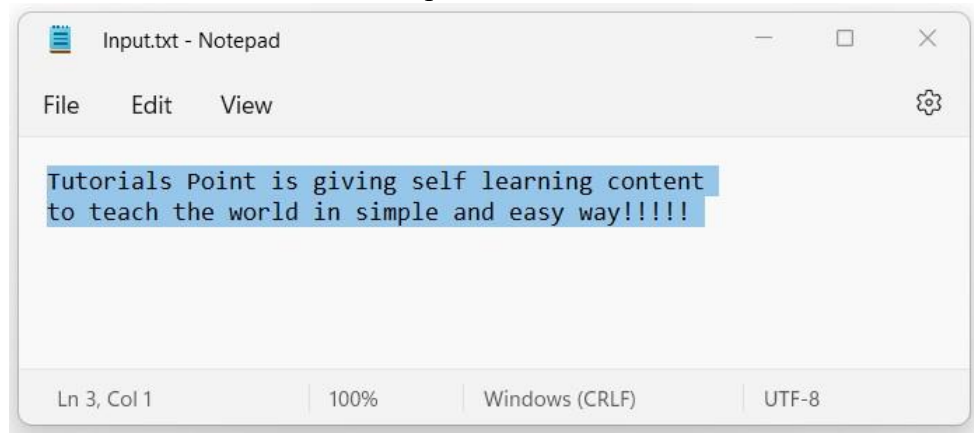 Input.txt - Notepad
File Edit View
Tutorials Point is giving self learning content
to teach the world in simple and easy way!!!!!
Ln 3, Col 1 100% Windows (CRLF) UTF-8